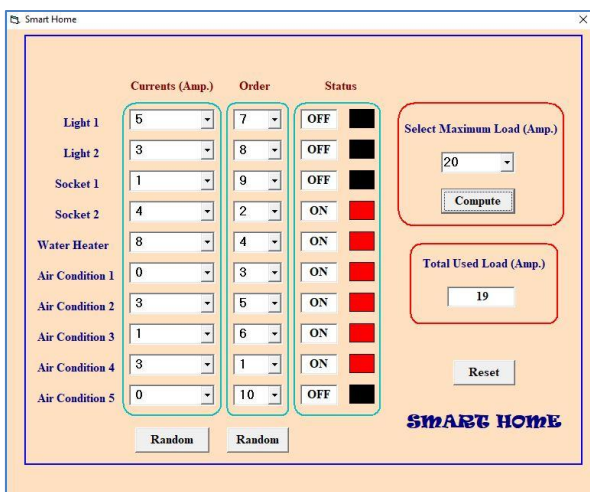 Smart Home
Currents (Amp.) Order Status
Light 1 5 7 OFF
Light 2 3 8 OFF
Socket 1 1 9 OFF
Socket 2 4 2 ON
Water Heater 8 4 ON
Air Condition 1 0 3 ON
Air Condition 2 3 5 ON
Air Condition 3 1 6 ON
Air Condition 4 3 1 ON
Air Condition 5 0 10 OFF
Random Random
Select Maximum Load (Amp.)
20
Compute
Total Used Load (Amp.)
19
Reset
SMART HOME